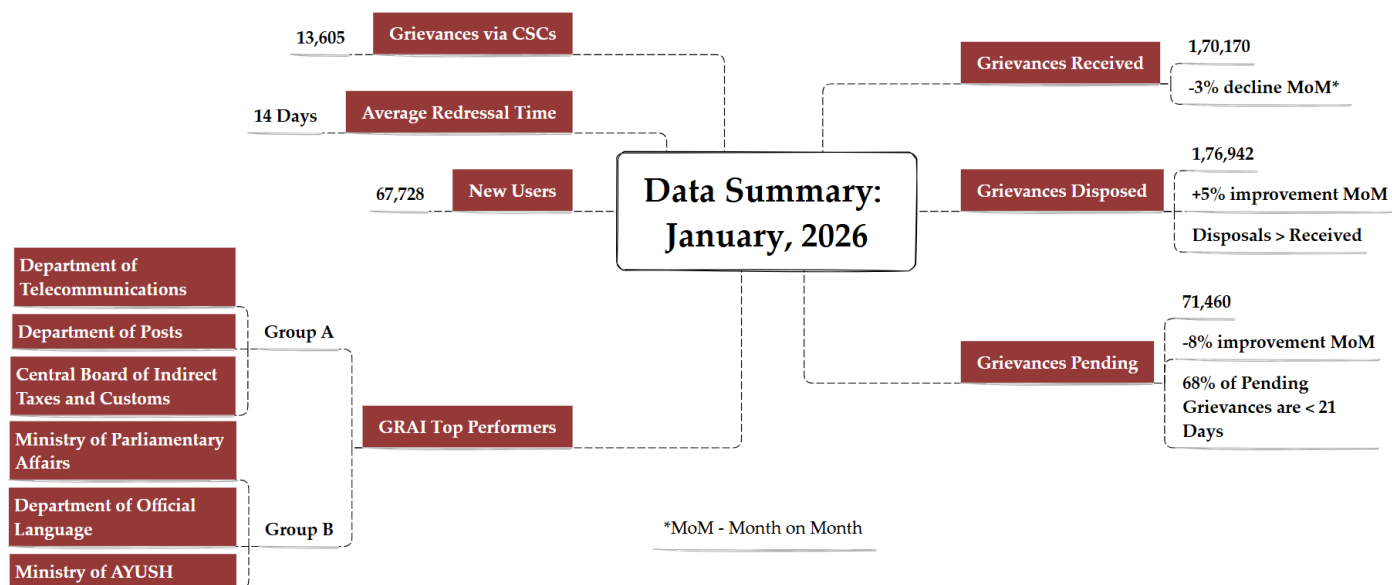 Data Summary:
January, 2026
13,605
Grievances via CSCs
14 Days
Average Redressal Time
67,728
New Users
Department of
Telecommunications
Department of Posts
Central Board of Indirect
Taxes and Customs
Group A
Ministry of Parliamentary
Affairs
Department of Official
Language
Ministry of AYUSH
Group B
GRAI Top Performers
Grievances Received
1,70,170
-3% decline MoM*
Grievances Disposed
1,76,942
+5% improvement MoM
Disposals > Received
Grievances Pending
71,460
-8% improvement MoM
68% of Pending
Grievances are < 21
Days
*MoM - Month on Month